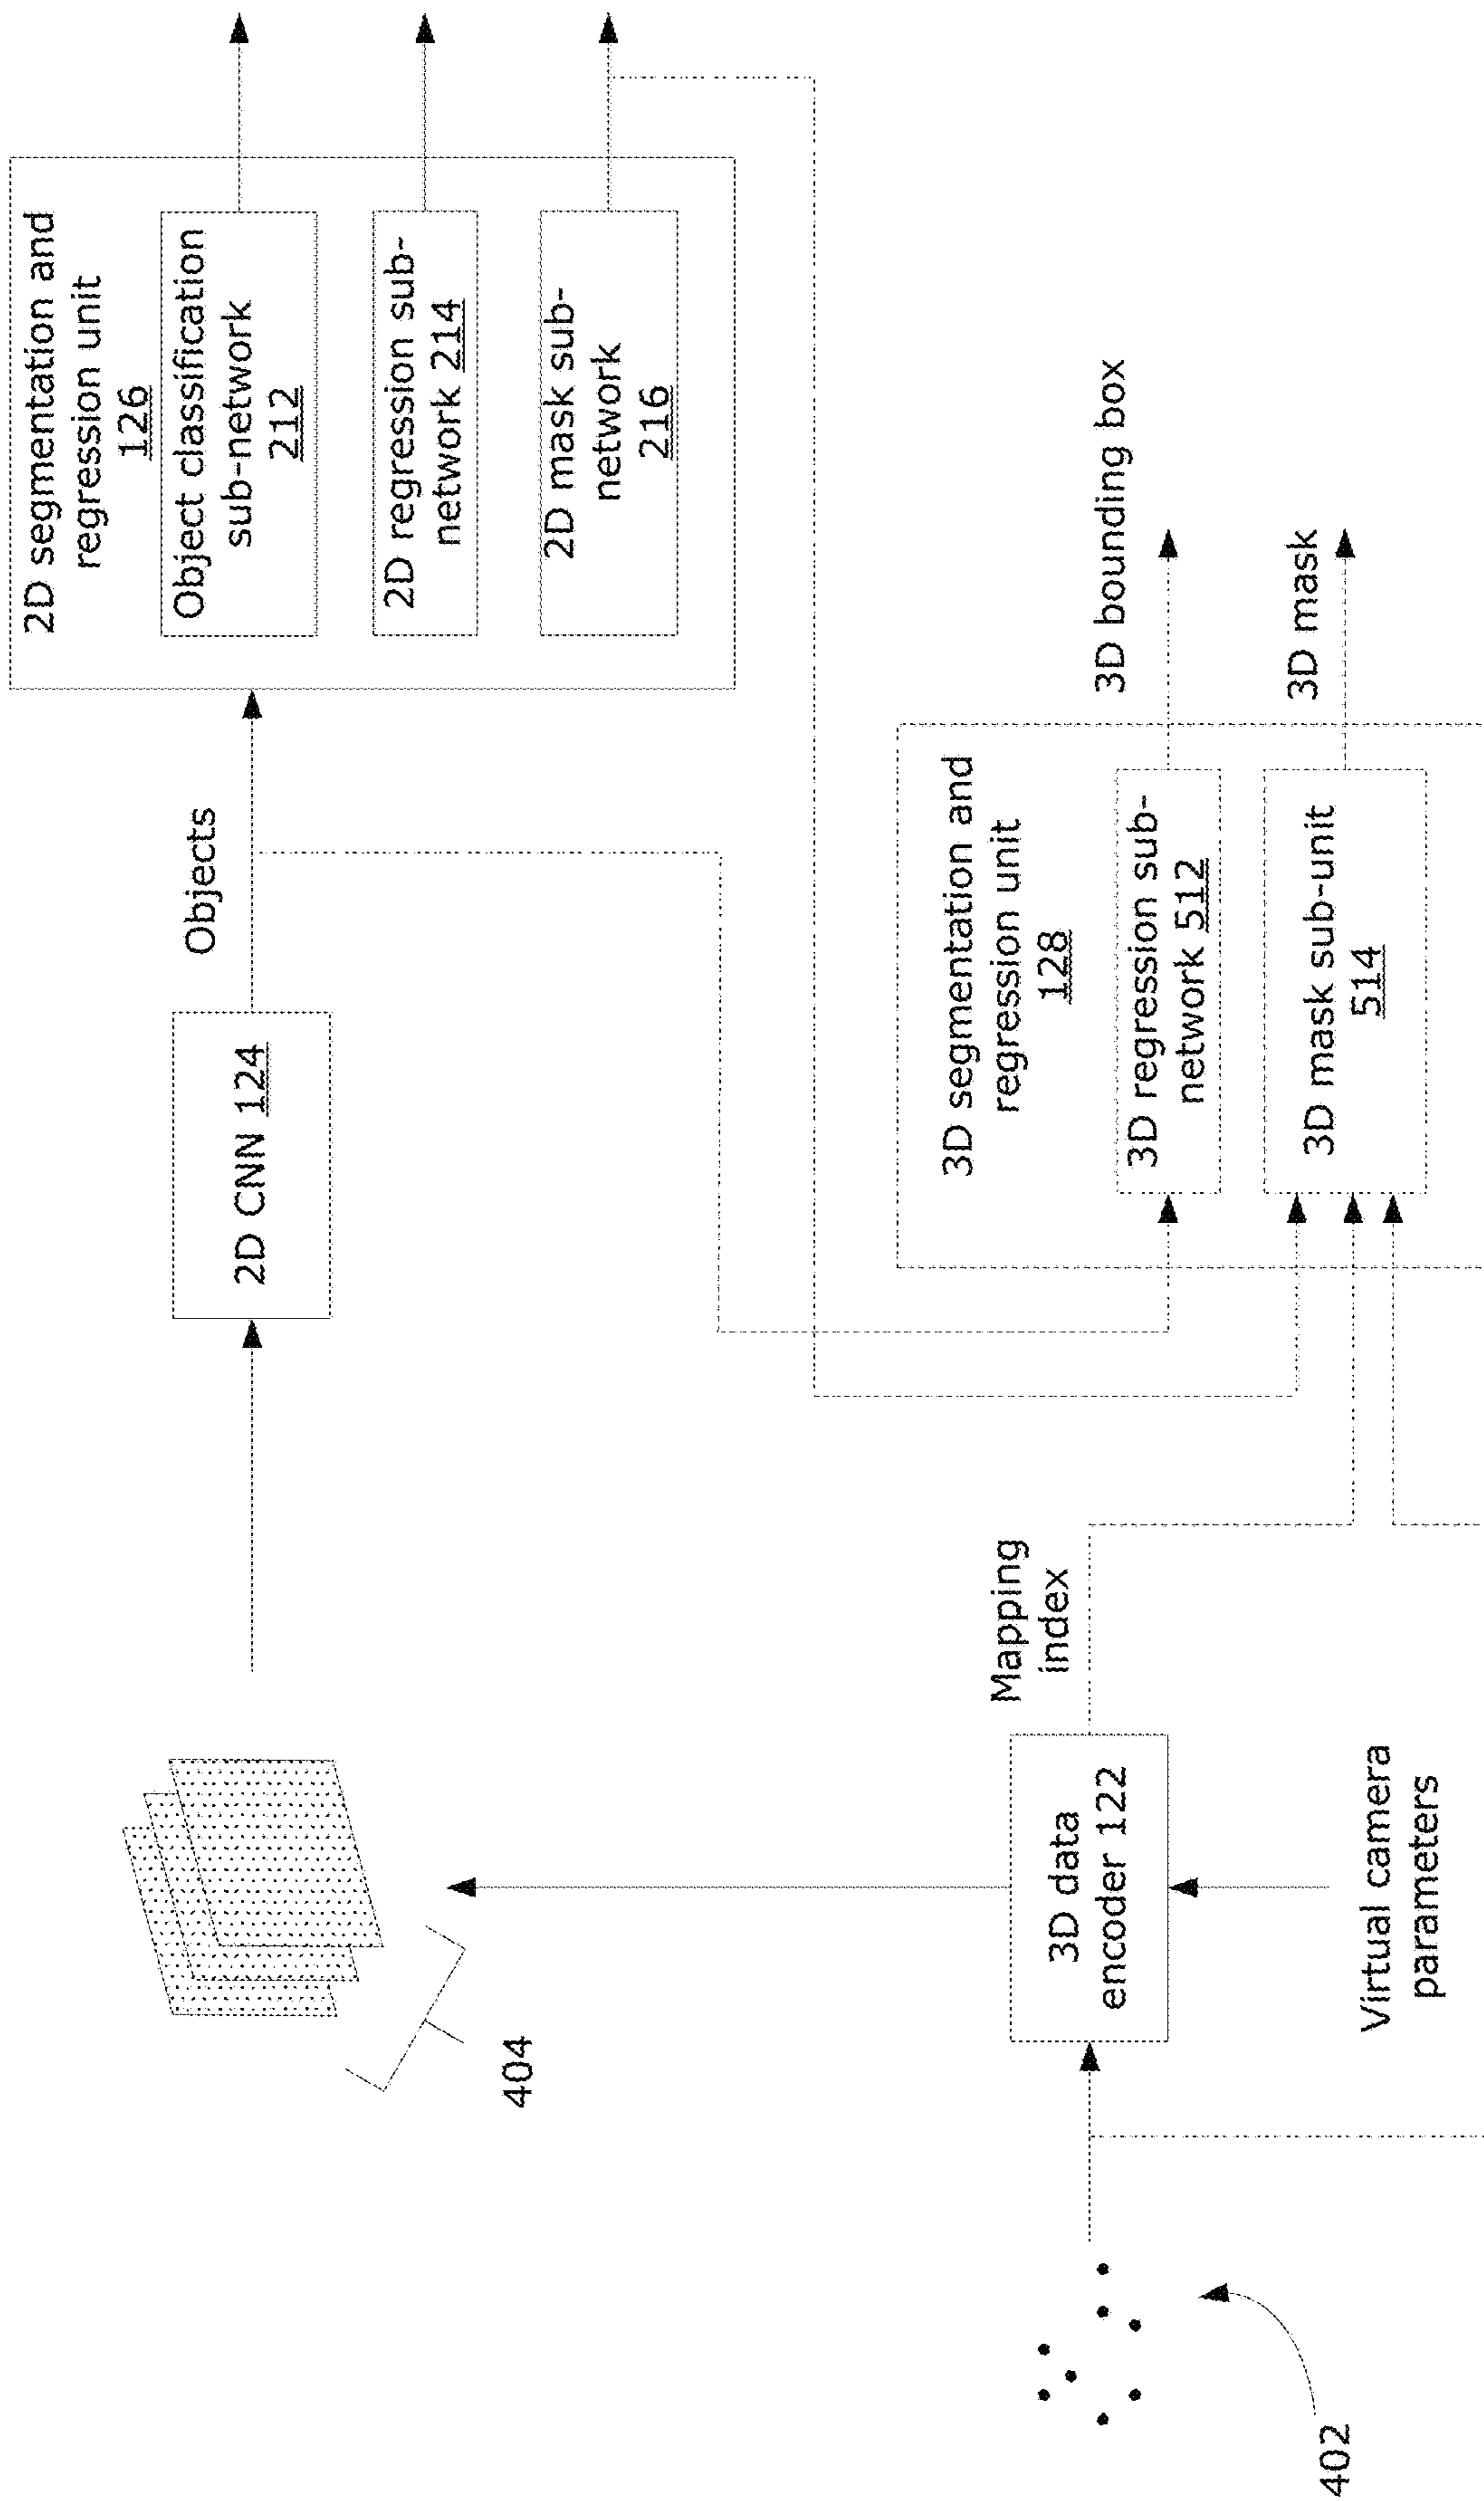 2D segmentation and
regression unit
126
Object classification
sub-network
212
2D regression sub-
network 214
2D mask sub-
network
216
Objects
2D CNN 124
404
3D segmentation and
regression unit
128
3D regression sub-
network 512
3D mask sub-unit
514
3D bounding box
3D mask
Mapping
index
3D data
encoder 122
Virtual camera
parameters
402